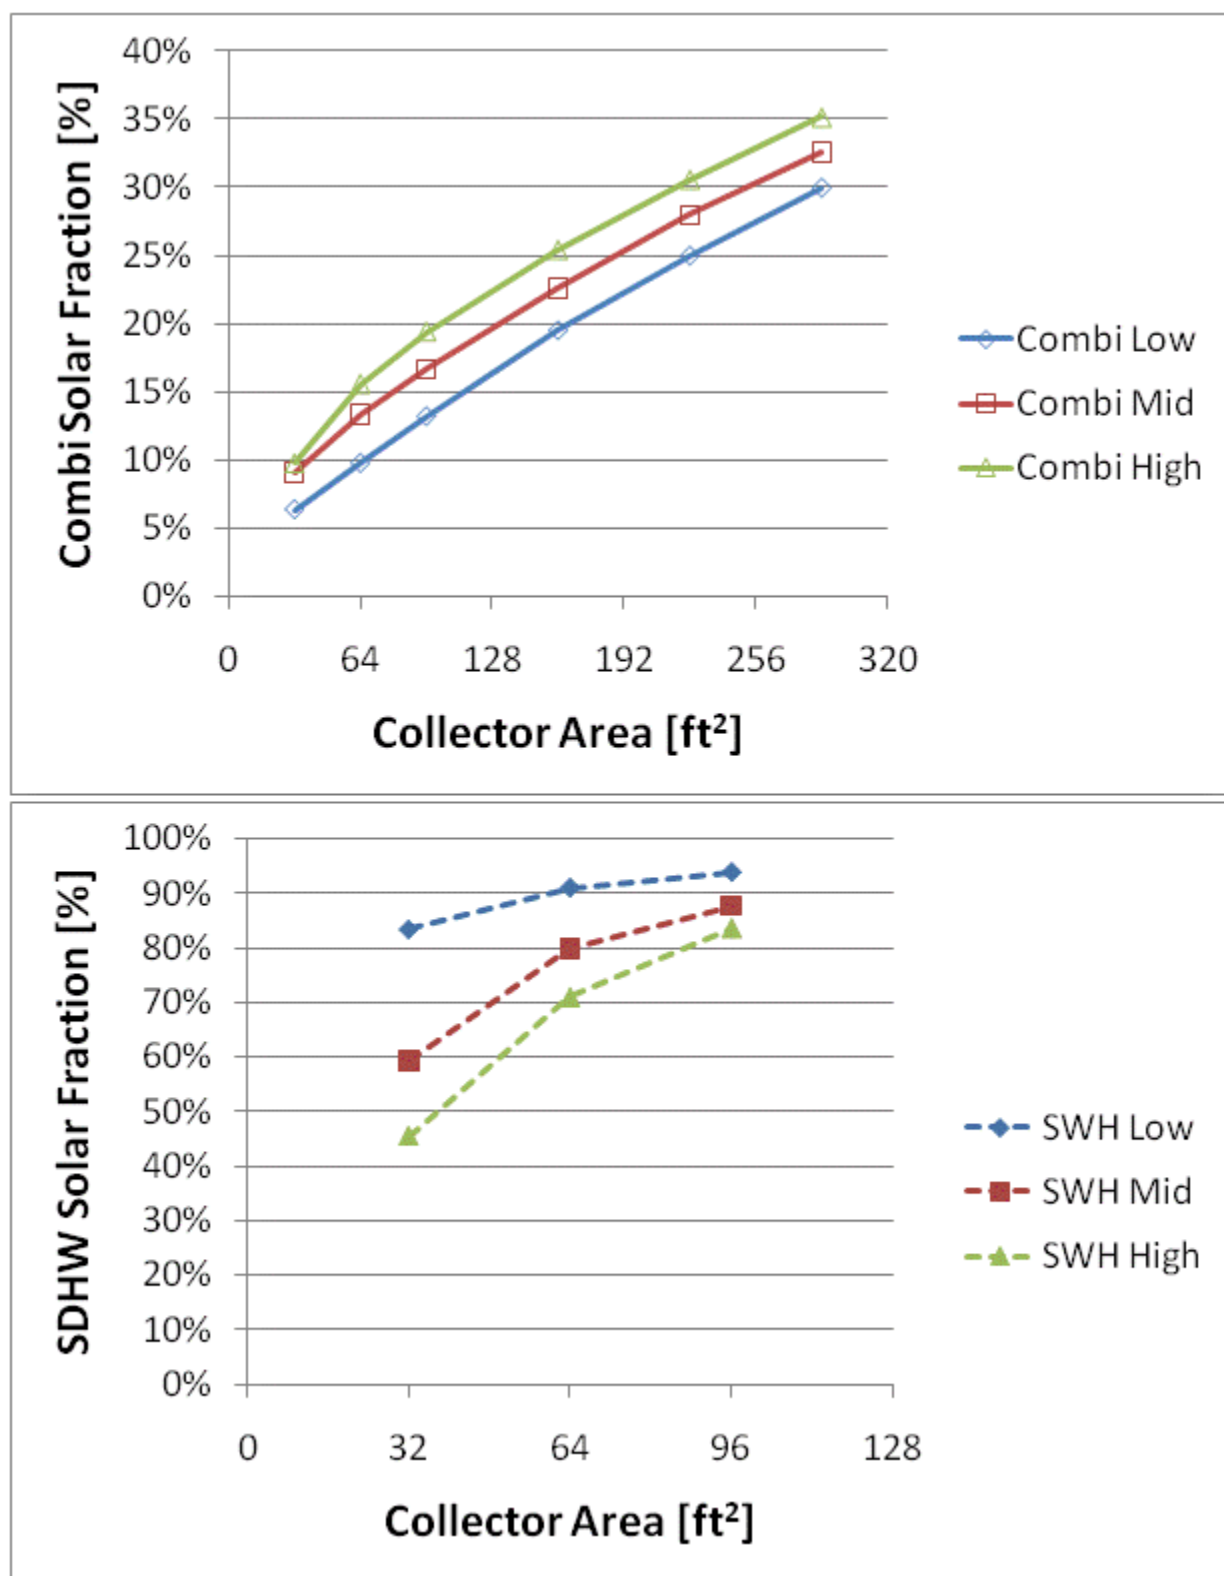 40%
35%
30%
25%
20%
15%
10%
5%
0%
Combi Solar Fraction [%]
0 64 128 192 256 320
Collector Area [ft²]
Combi Low
Combi Mid
Combi High
100%
90%
80%
70%
60%
50%
40%
30%
20%
10%
0%
SDHW Solar Fraction [%]
0 32 64 96 128
Collector Area [ft²]
SWH Low
SWH Mid
SWH High